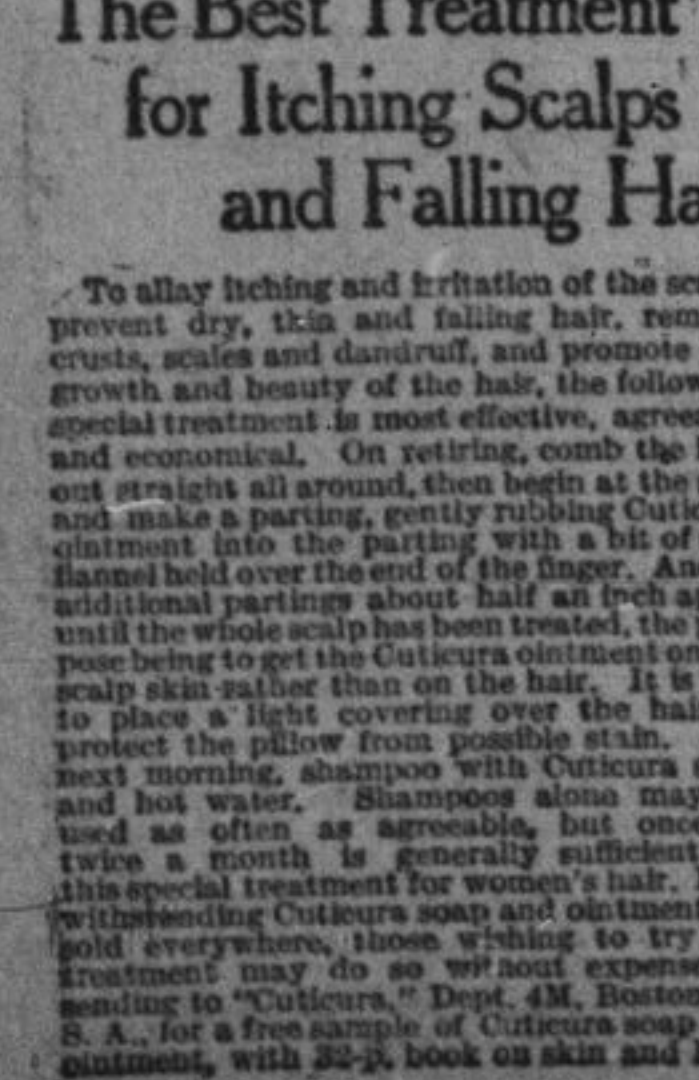 The Best Treatment
for Itching Scalps
and Falling Ha
To allay itching and irritation of the sc
prevent dry, thin and falling hair, rem
crusts, scales and dandruff, and promote
growth and beauty of the hair, the follow
special treatment is most effective, agree
and economical. On retiring, comb the
out straight all around, then begin at the
and make a parting, gently rubbing Cuti
ointment into the parting with a bit of
flannel held over the end of the finger. An
additional partings about half an inch a
until the whole scalp has been treated, the
pose being to get the Cuticura ointment on
scalp skin rather than on the hair. It is
to place a light covering over the hai
protect the pillow from possible stain.
next morning, shampoo with Cuticura s
and hot water. Shampoos alone may
used as often as agreeable, but onc
twice a month is generally sufficient
this special treatment for women's hair.
withstanding Cuticura soap and ointmen
sold everywhere, those wishing to try
treatment may do so without expens
sending to "Cuticura," Dept. 4M, Boston
S. A., for a free sample of Cuticura soap
ointment, with 32-p. book on skin and